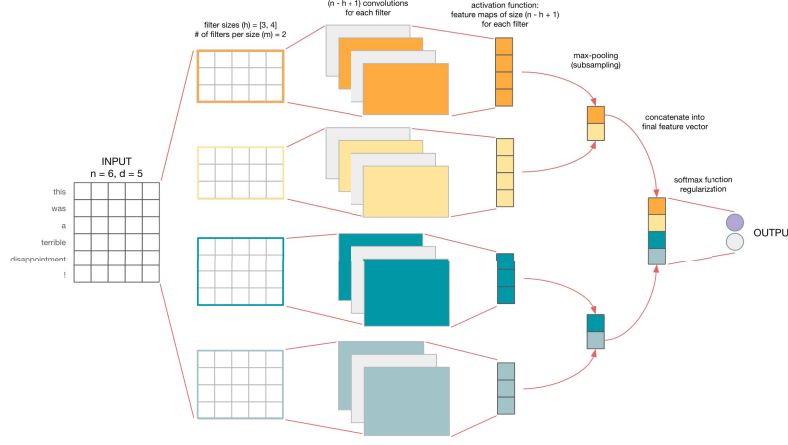 (n - h + 1) convolutions
for each filter
filter sizes (h) = [3, 4]
# of filters per size (m) = 2
activation function:
feature maps of size (n - h + 1)
for each filter
max-pooling
(subsampling)
concatenate into
final feature vector
INPUT
n = 6, d = 5
softmax function
regularization
this
was
a
terrible
disappointment
!
OUTPU